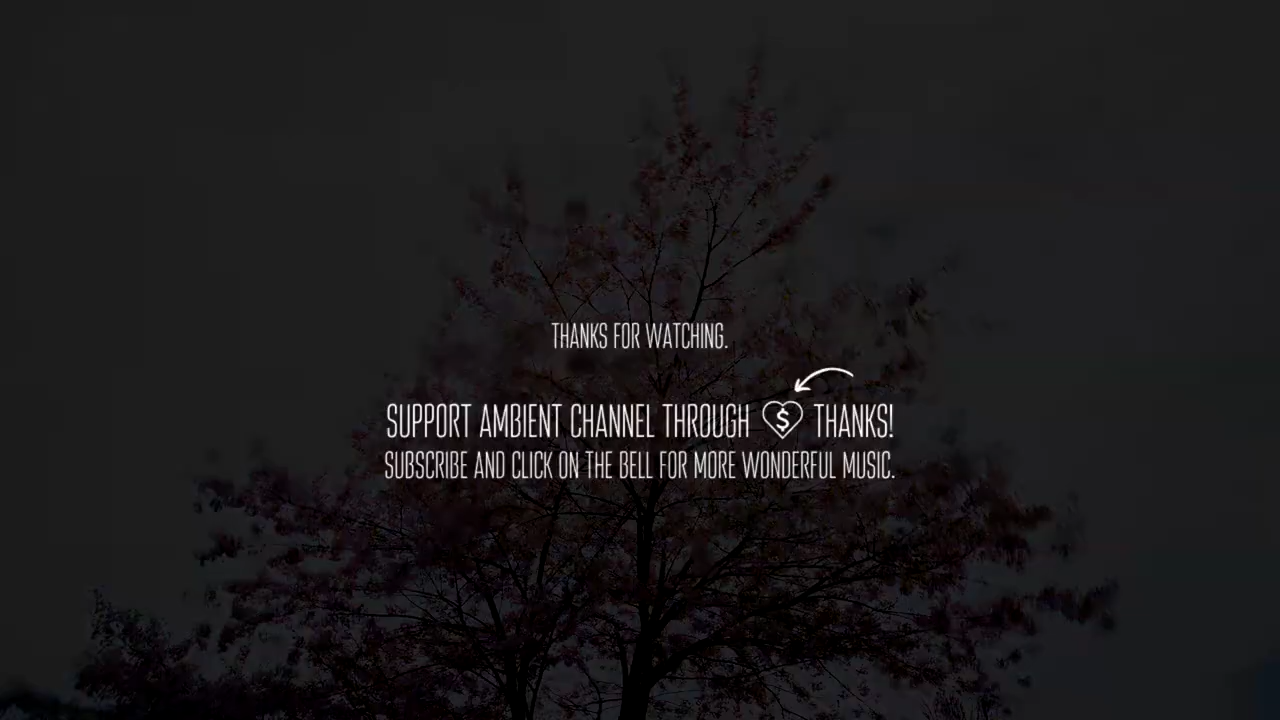 THANKS FOR WATCHING.
SUPPORT AMBIENT CHANNEL THROUGH $ THANKS!
SUBSCRIBE AND CLICK ON THE BELL FOR MORE WONDERFUL MUSIC.